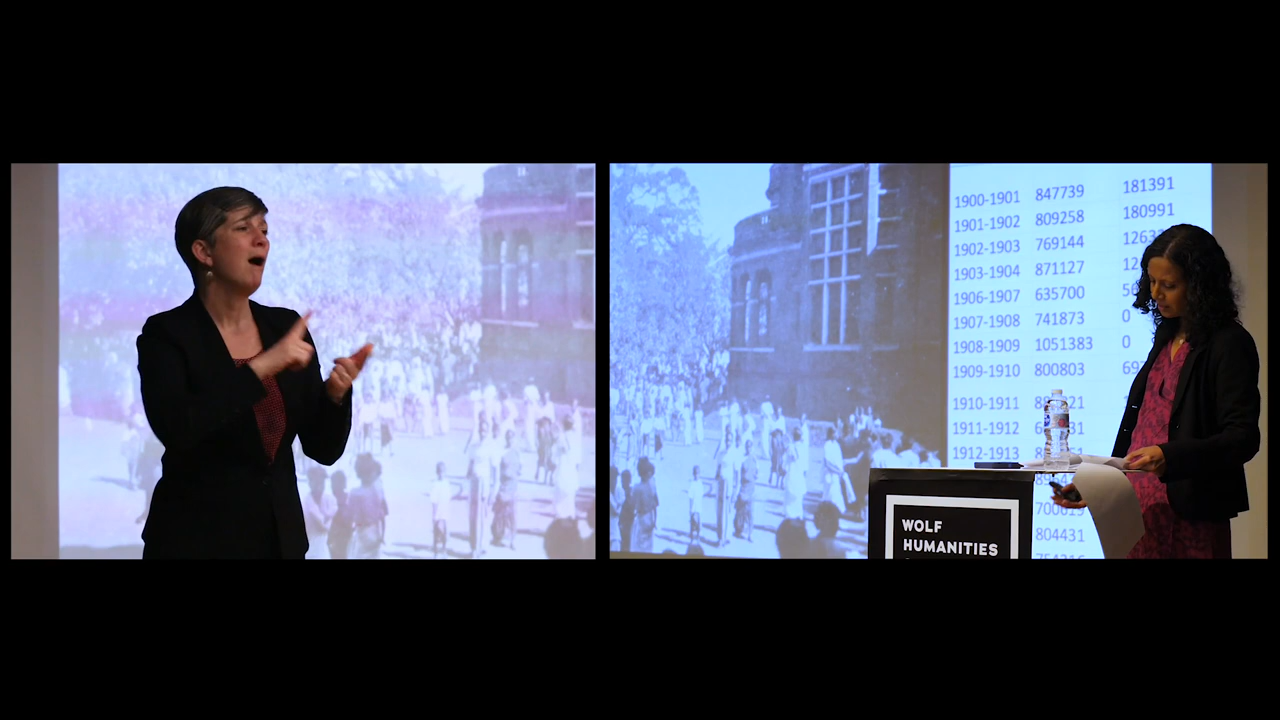 1900-1901 847739 181391
1901-1902 809258 180991
1902-1903 769144
1903-1904 871127
1906-1907 635700
1907-1908 741873 0
1908-1909 1051383 0
1909-1910 800803
1910-1911
1911-1912
1912-1913
804431
WOLF
HUMANITIES